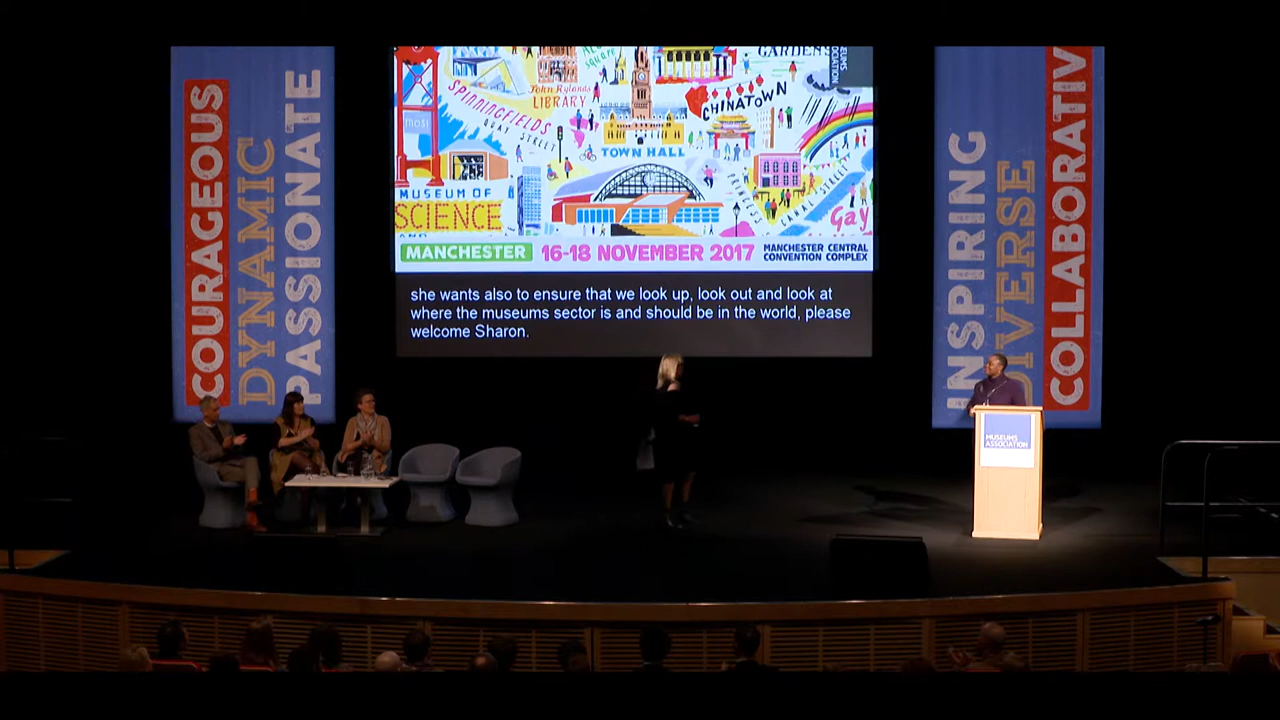 COURAGEOUS
DYNAMIC
PASSIONATE
GARDENS
John Rylands
LIBRARY
SPINNINGFIELDS
QUAY STREET
CHINATOWN
TOWN HALL
MOSI
MUSEUM OF
SCIENCE
AND
PRINCESS
CANAL STREET
Gay
MANCHESTER 16-18 NOVEMBER 2017 MANCHESTER CENTRAL
CONVENTION COMPLEX
she wants also to ensure that we look up, look out and look at
where the museums sector is and should be in the world, please
welcome Sharon.
INSPIRING
DIVERSE
COLLABORATIV
MUSEUMS
ASSOCIATION